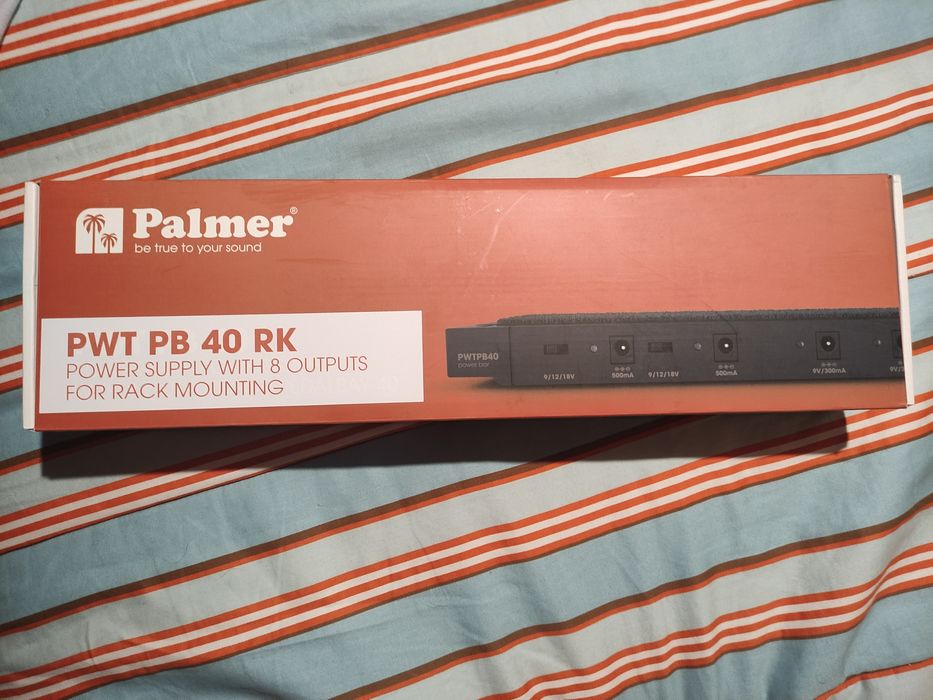 Palmer®
be true to your sound
PWT PB 40 RK
POWER SUPPLY WITH 8 OUTPUTS
FOR RACK MOUNTING
PWTPB40
power bar
9/12/18V
500mA
9/12/18V
500mA
9V/300mA